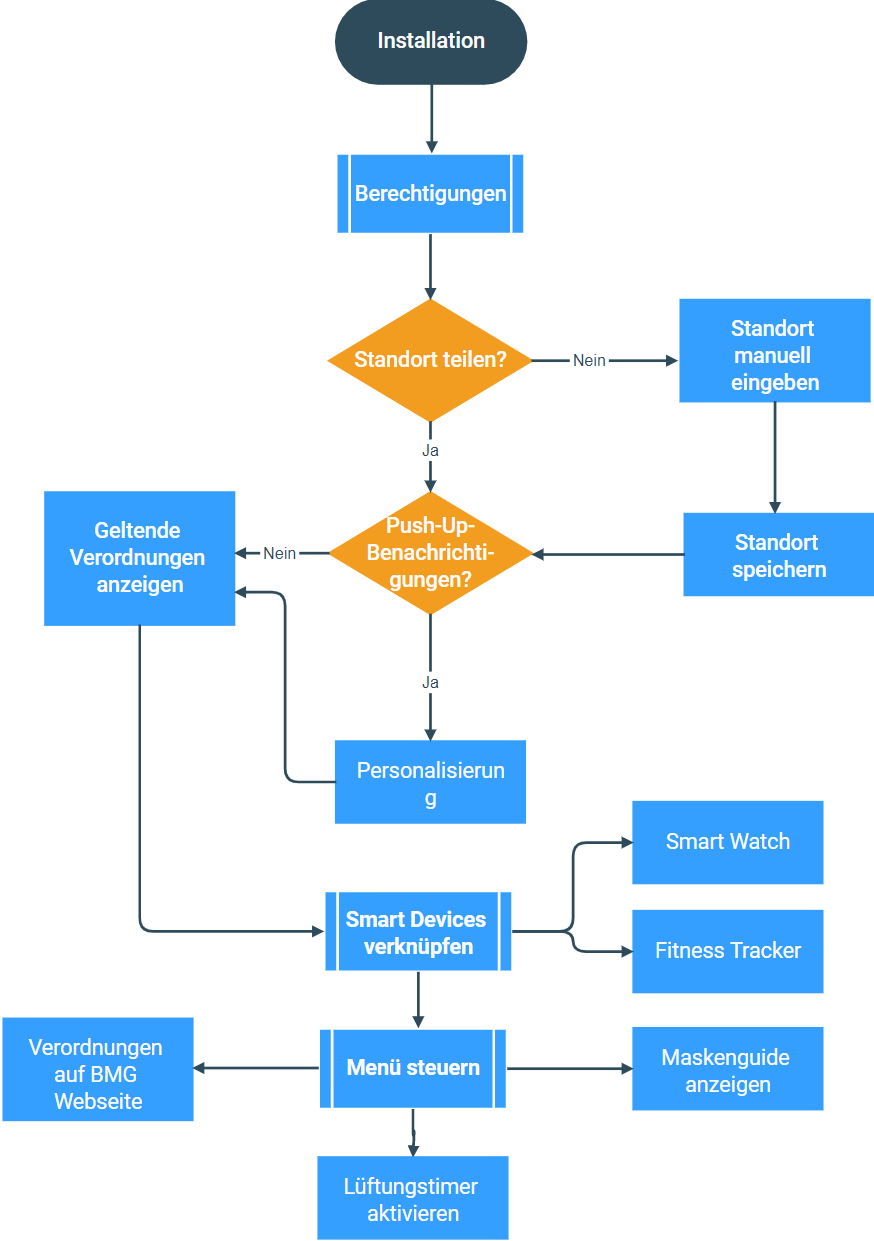 Installation
Berechtigungen
Standort teilen?
Nein
Standort
manuell
eingeben
Ja
Geltende
Verordnungen
anzeigen
Nein
Push-Up-
Benachrichti-
gungen?
Standort
speichern
Ja
Personalisierun
g
Smart Watch
Smart Devices
verknüpfen
Fitness Tracker
Verordnungen
auf BMG
Webseite
Menü steuern
Maskenguide
anzeigen
Lüftungstimer
aktivieren